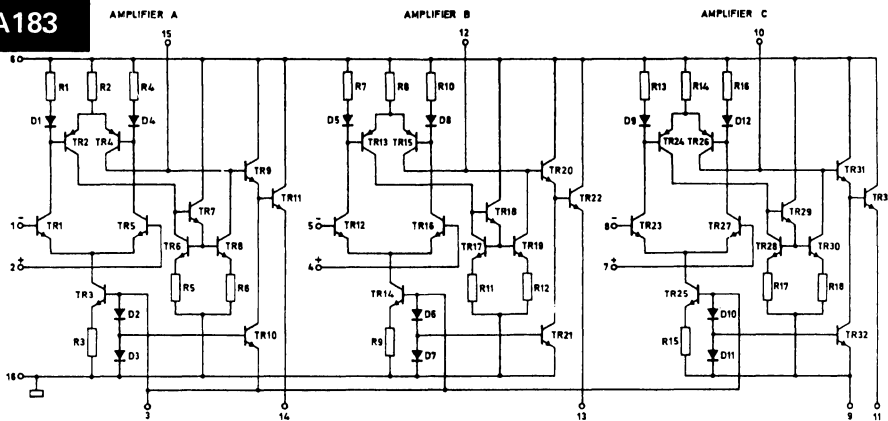 A183
AMPLIFIER A AMPLIFIER B AMPLIFIER C
15 12 10
6
R1 R2 R4 R7 R8 R10 R13 R14 R16
D1 D4 D5 D8 D9 D12
TR2 TR4 TR13 TR15 TR24 TR26
TR9 TR20 TR31
TR11 TR22 TR3
TR7 TR18 TR29
1 - TR1 TR5 5 - TR12 TR16 8 - TR23 TR27
TR6 TR8 TR17 TR19 TR28 TR30
2 + 4 + 7 +
R5 R6 R11 R12 R17 R18
TR3 TR14 TR25
D2 D6 D10
R3 TR10 R9 TR21 R15 TR32
D3 D7 D11
16
3 14 13 9 11